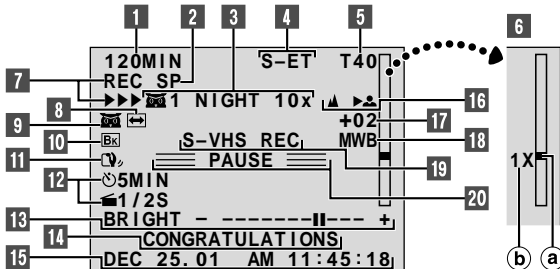 1 2 3 4 5 6
120MIN S-ET T40
7 REC SP
8 1 NIGHT 10x 16
9 +02 17
10 BK MWB 18
S-VHS REC
11 PAUSE 19
12 5MIN 20
1/2S 1X
13 BRIGHT - --------- --- + b a
14 CONGRATULATIONS
15 DEC 25.01 AM 11:45:18